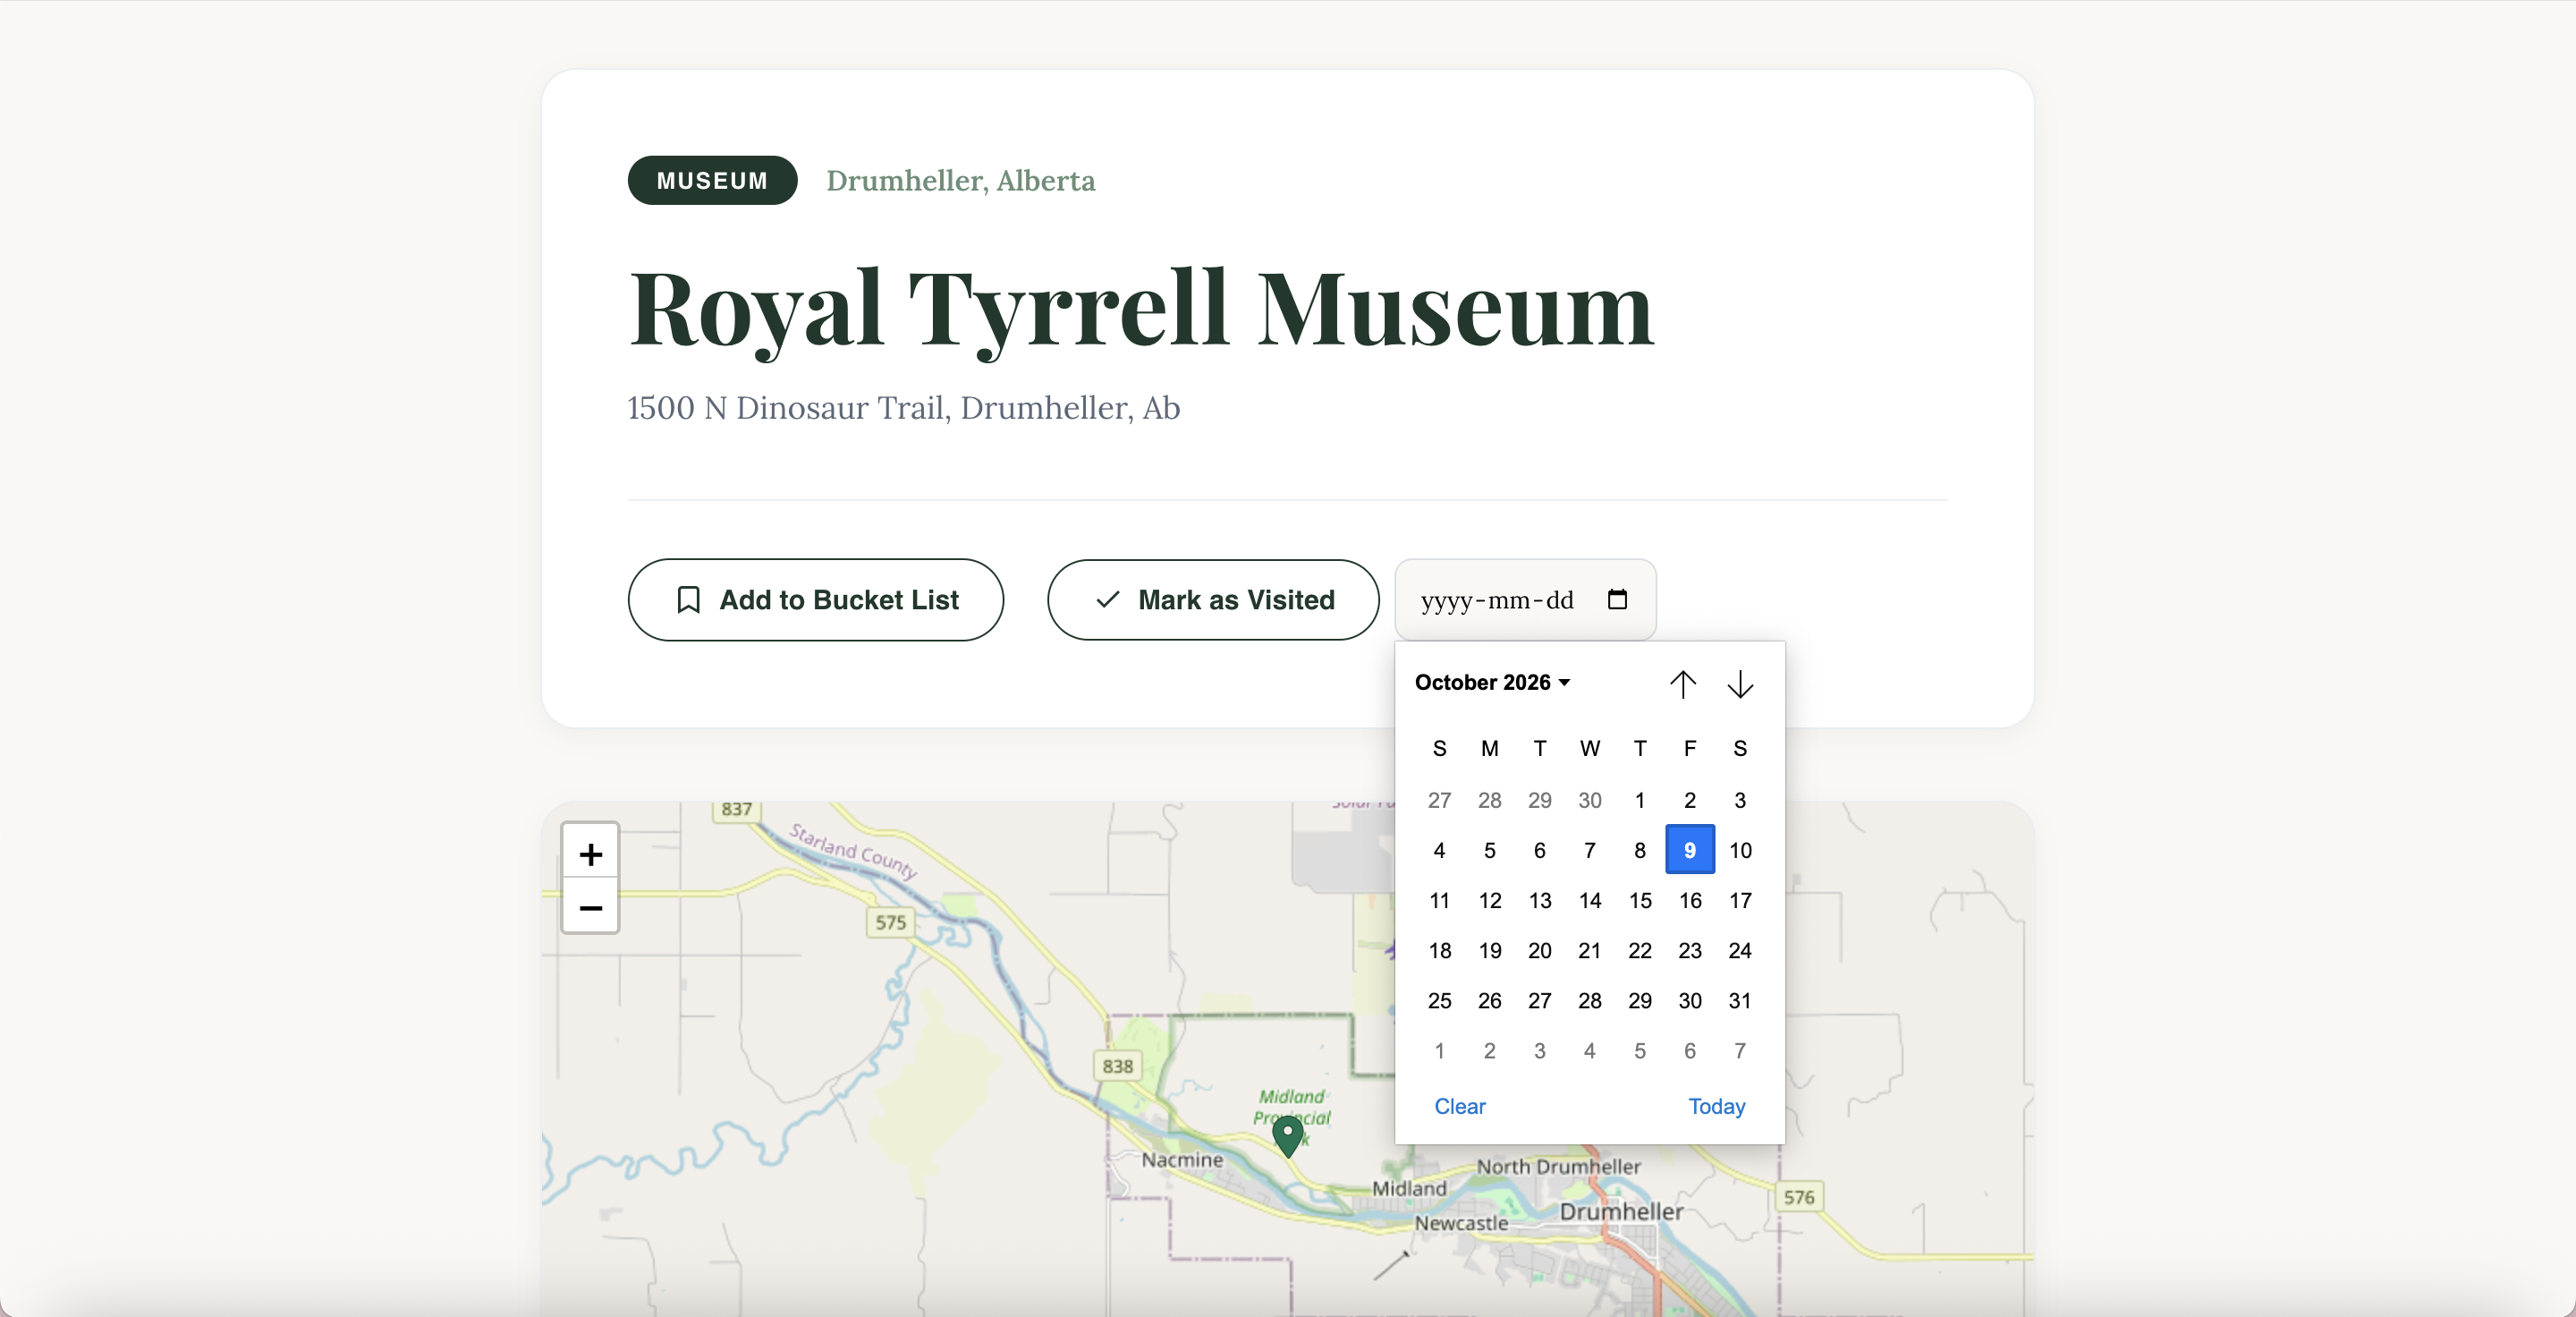 MUSEUM Drumheller, Alberta
Royal Tyrrell Museum
1500 N Dinosaur Trail, Drumheller, Ab
Add to Bucket List Mark as Visited yyyy-mm-dd
October 2026
S M T W T F S
27 28 29 30 1 2 3
4 5 6 7 8 9 10
11 12 13 14 15 16 17
18 19 20 21 22 23 24
25 26 27 28 29 30 31
1 2 3 4 5 6 7
Clear Today
+
−
837
Starland County
575
838
Midland
Provincial
Nacmine
Midland
North Drumheller
Newcastle
Drumheller
576